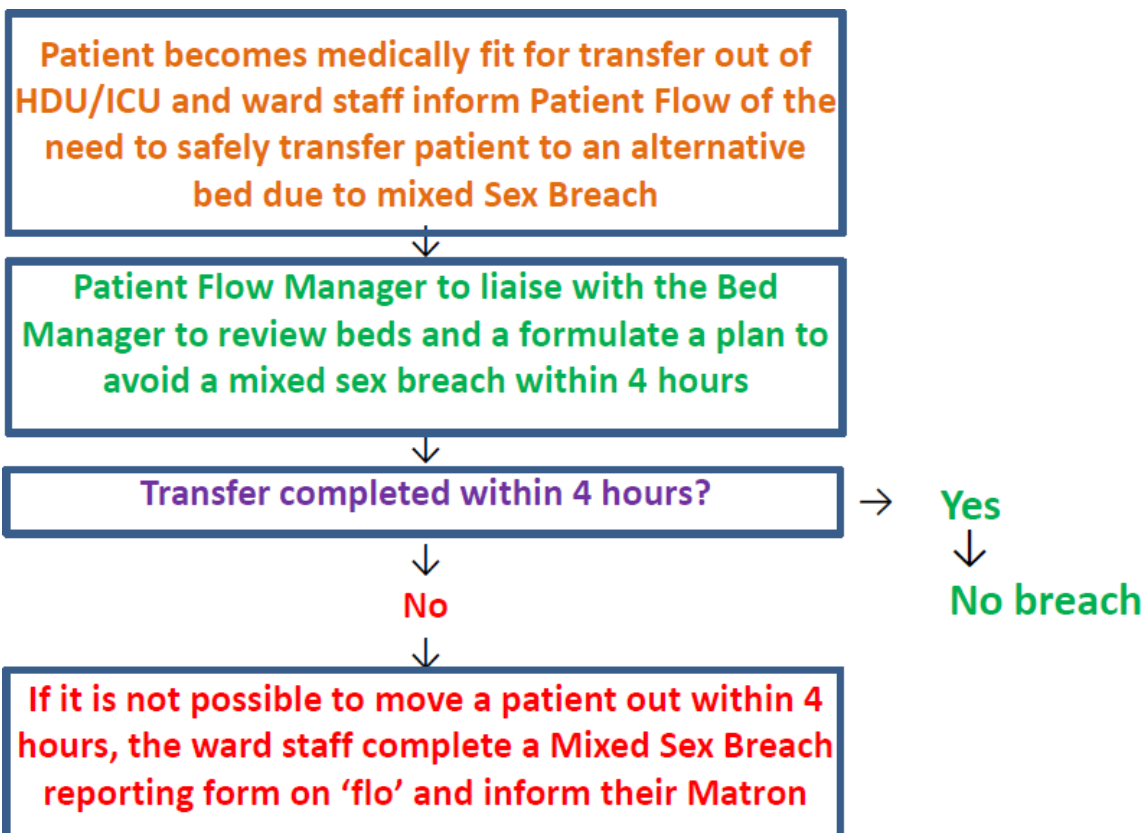 Patient becomes medically fit for transfer out of
HDU/ICU and ward staff inform Patient Flow of the
need to safely transfer patient to an alternative
bed due to mixed Sex Breach
Patient Flow Manager to liaise with the Bed
Manager to review beds and a formulate a plan to
avoid a mixed sex breach within 4 hours
Transfer completed within 4 hours?
Yes
No breach
No
If it is not possible to move a patient out within 4
hours, the ward staff complete a Mixed Sex Breach
reporting form on ‘flo’ and inform their Matron